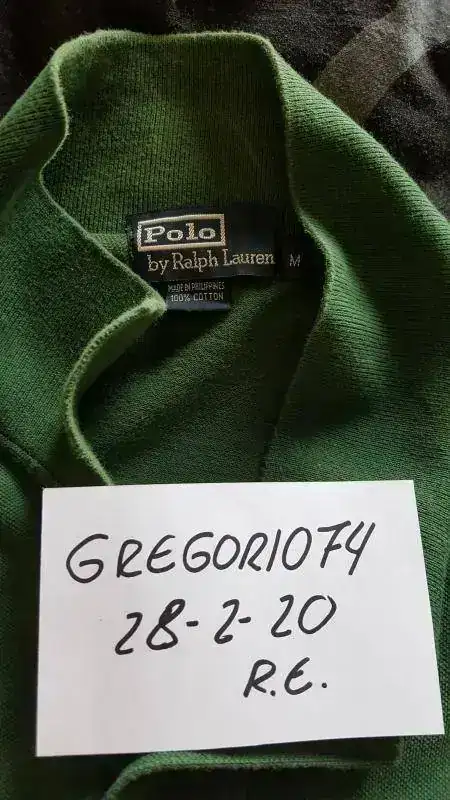 Polo
by Ralph Lauren
M
MADE IN PHILIPPINES
100% COTTON
GREGORIO74
28-2-20
R.E.